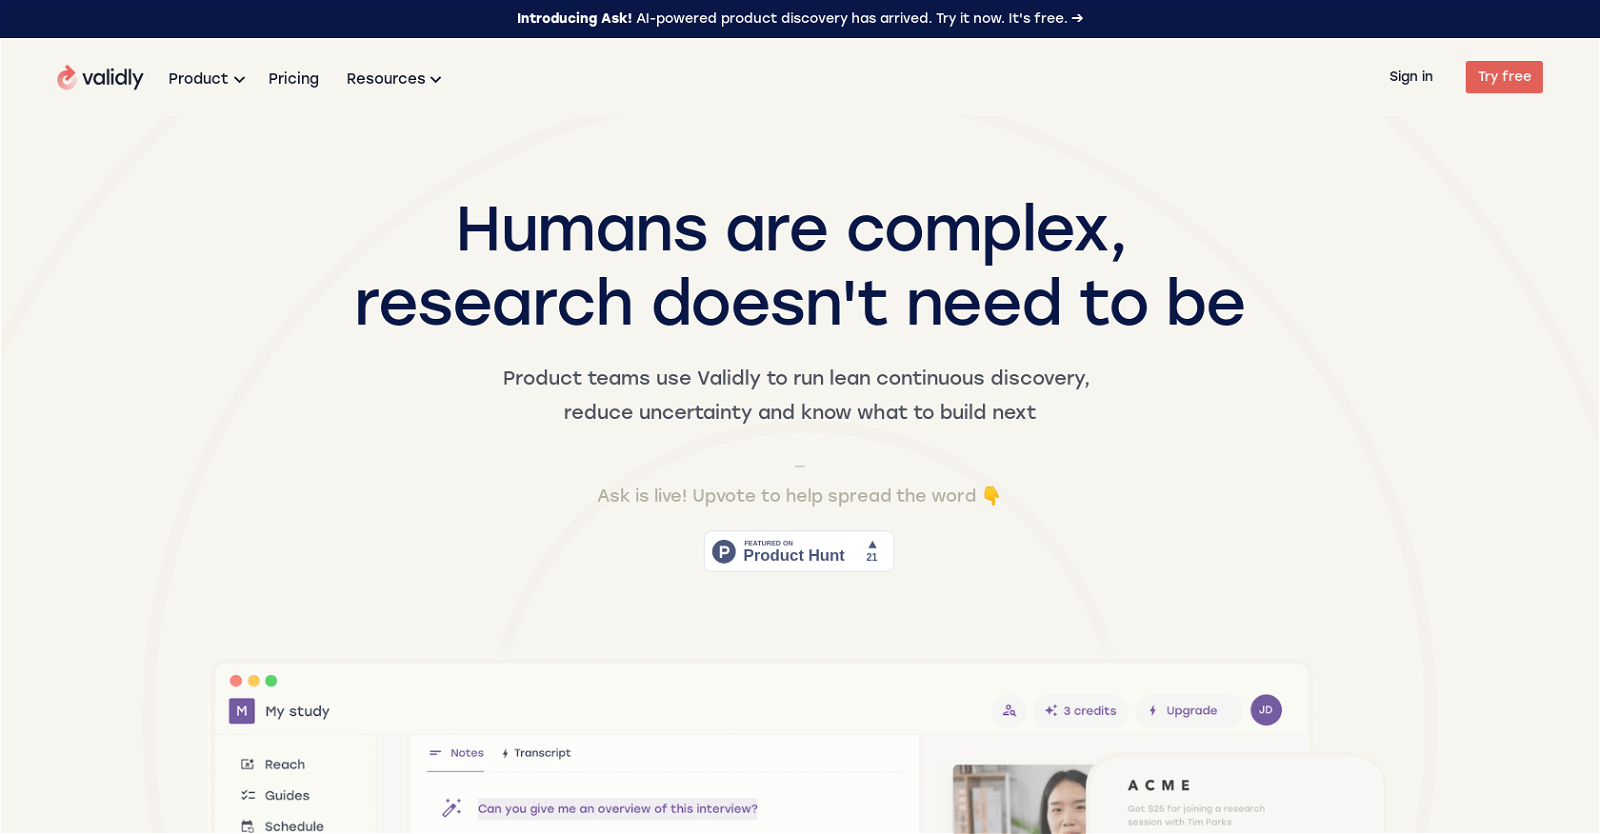 Introducing Ask! AI-powered product discovery has arrived. Try it now. It's free. →
validly
Product
Pricing
Resources
Sign in
Try free
Humans are complex,
research doesn't need to be
Product teams use Validly to run lean continuous discovery,
reduce uncertainty and know what to build next
—
Ask is live! Upvote to help spread the word 👇
P
FEATURED ON
Product Hunt
▲
21
M
My study
3 credits
Upgrade
JD
Reach
Guides
Schedule
Notes
Transcript
Can you give me an overview of this interview?
ACME
Get $25 for joining a research
session with Tim Parks